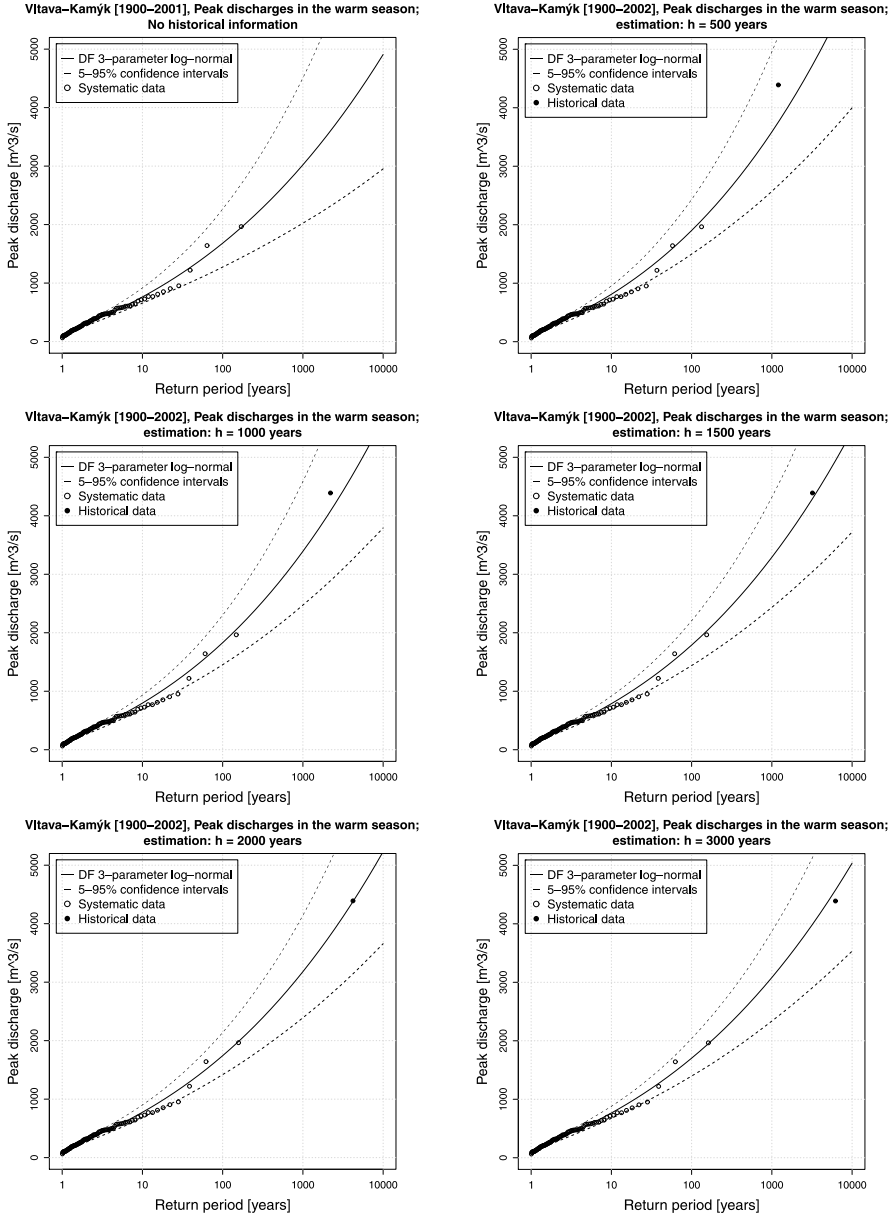 Vļtava–Kamýk [1900–2001], Peak discharges in the warm season;
No historical information
DF 3–parameter log–normal
5–95% confidence intervals
Systematic data
Peak discharge [m^3/s]
5000
4000
3000
2000
1000
0
1
10
100
1000
10000
Return period [years]
Vļtava–Kamýk [1900–2002], Peak discharges in the warm season;
estimation: h = 500 years
DF 3–parameter log–normal
5–95% confidence intervals
Systematic data
Historical data
Peak discharge [m^3/s]
5000
4000
3000
2000
1000
0
1
10
100
1000
10000
Return period [years]
Vļtava–Kamýk [1900–2002], Peak discharges in the warm season;
estimation: h = 1000 years
DF 3–parameter log–normal
5–95% confidence intervals
Systematic data
Historical data
Peak discharge [m^3/s]
5000
4000
3000
2000
1000
0
1
10
100
1000
10000
Return period [years]
Vļtava–Kamýk [1900–2002], Peak discharges in the warm season;
estimation: h = 1500 years
DF 3–parameter log–normal
5–95% confidence intervals
Systematic data
Historical data
Peak discharge [m^3/s]
5000
4000
3000
2000
1000
0
1
10
100
1000
10000
Return period [years]
Vļtava–Kamýk [1900–2002], Peak discharges in the warm season;
estimation: h = 2000 years
DF 3–parameter log–normal
5–95% confidence intervals
Systematic data
Historical data
Peak discharge [m^3/s]
5000
4000
3000
2000
1000
0
1
10
100
1000
10000
Return period [years]
Vļtava–Kamýk [1900–2002], Peak discharges in the warm season;
estimation: h = 3000 years
DF 3–parameter log–normal
5–95% confidence intervals
Systematic data
Historical data
Peak discharge [m^3/s]
5000
4000
3000
2000
1000
0
1
10
100
1000
10000
Return period [years]